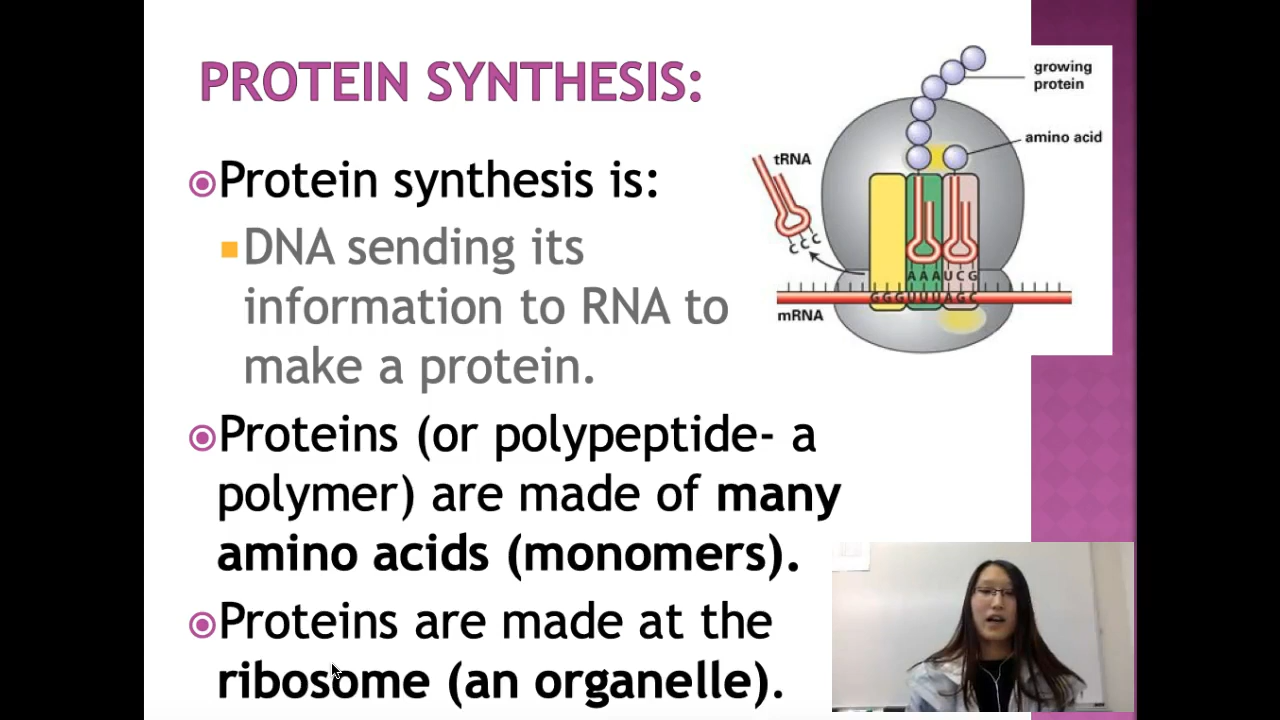 PROTEIN SYNTHESIS:
Protein synthesis is:
DNA sending its
information to RNA to
make a protein.
Proteins (or polypeptide- a
polymer) are made of many
amino acids (monomers).
Proteins are made at the
ribosome (an organelle).
growing
protein
amino acid
tRNA
CCC
AAAUCG
GGGUUUAGC
mRNA